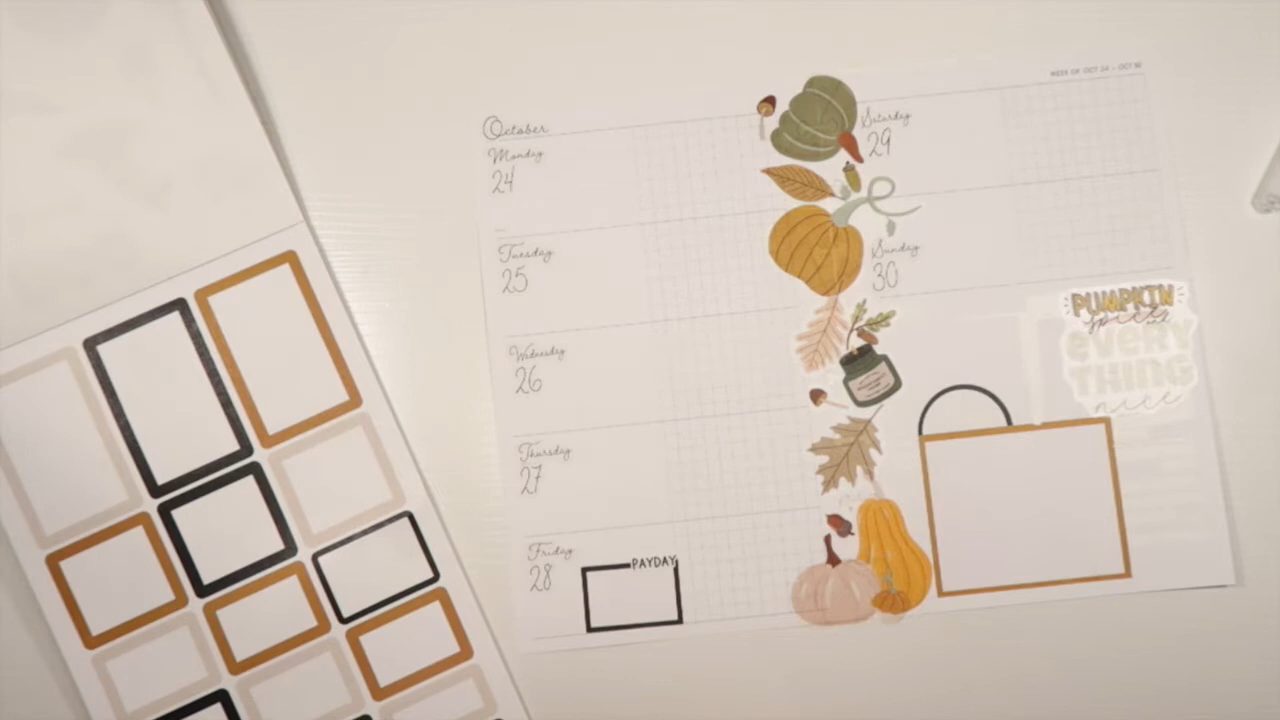 WEEK OF OCT 24 - OCT 30
October
Monday
24
Tuesday
25
Wednesday
26
Thursday
27
Friday
28
PAYDAY
Saturday
29
Sunday
30
PUMPKIN
spice
EVERY
THING
nice